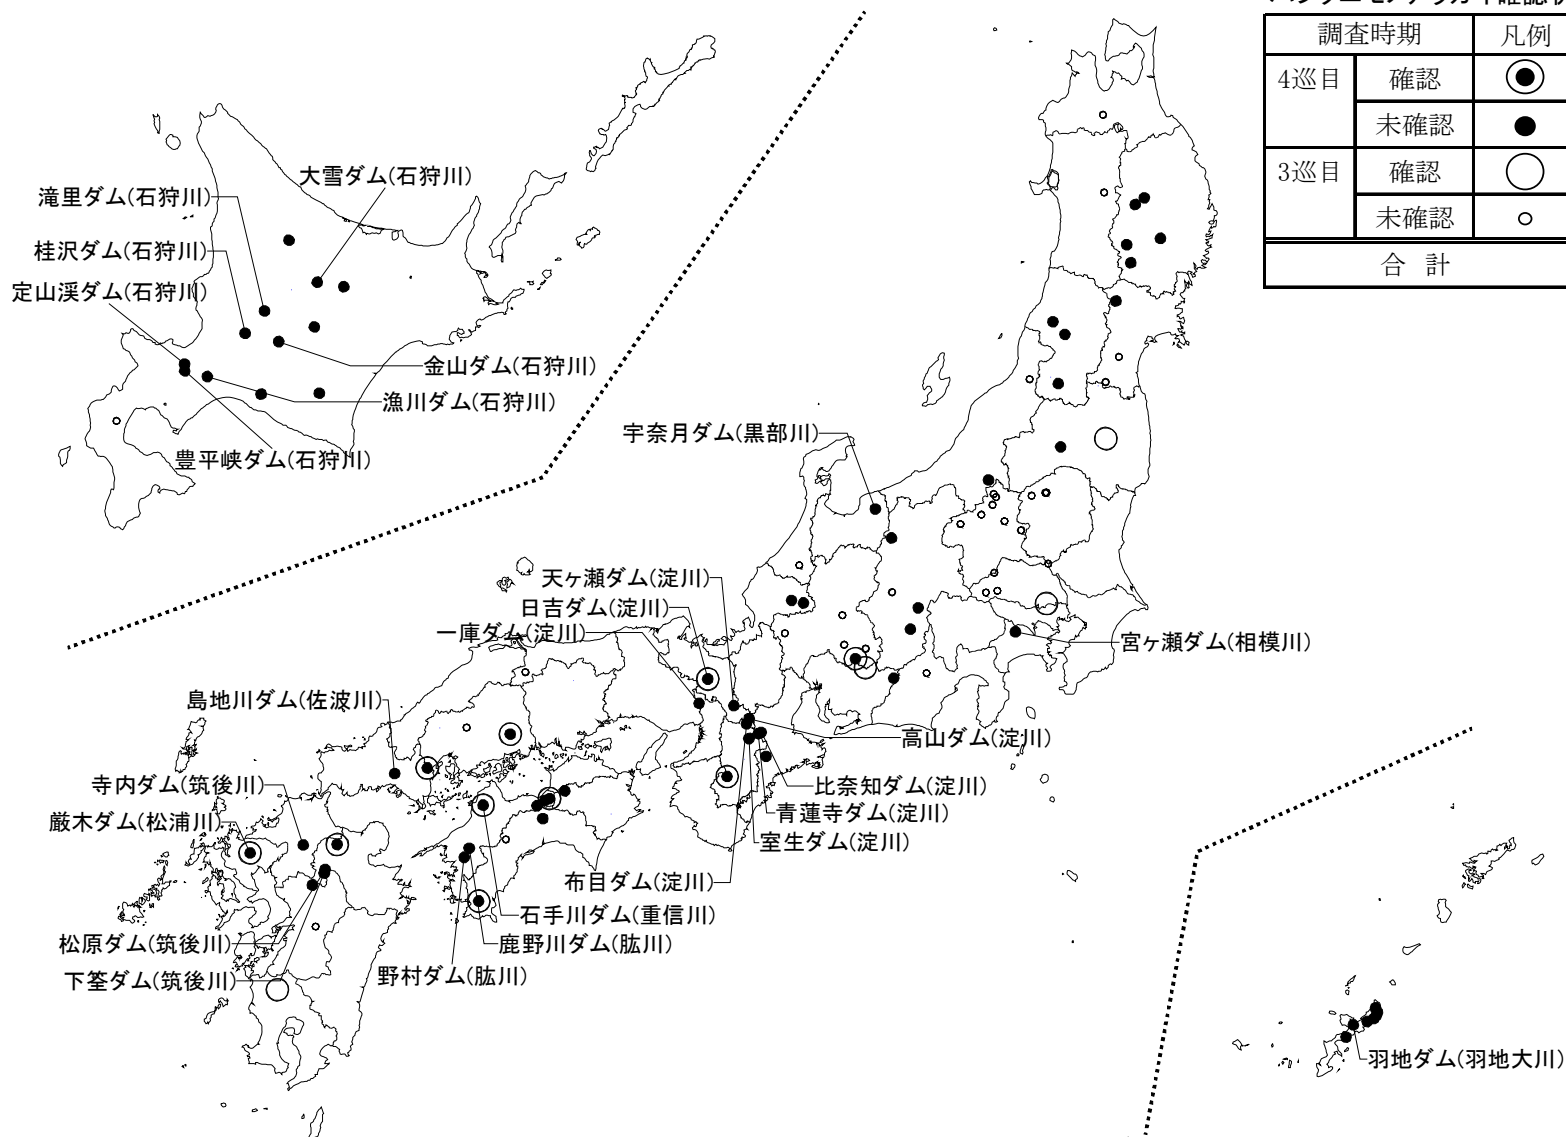 調査時期 凡例
4巡目 確認
未確認
3巡目 確認
未確認
合 計
大雪ダム(石狩川)
滝里ダム(石狩川)
桂沢ダム(石狩川)
定山渓ダム(石狩川)
金山ダム(石狩川)
漁川ダム(石狩川)
豊平峡ダム(石狩川)
宇奈月ダム(黒部川)
天ヶ瀬ダム(淀川)
日吉ダム(淀川)
一庫ダム(淀川)
宮ヶ瀬ダム(相模川)
島地川ダム(佐波川)
高山ダム(淀川)
寺内ダム(筑後川)
比奈知ダム(淀川)
厳木ダム(松浦川)
青蓮寺ダム(淀川)
室生ダム(淀川)
布目ダム(淀川)
石手川ダム(重信川)
松原ダム(筑後川)
鹿野川ダム(肱川)
下筌ダム(筑後川)
野村ダム(肱川)
羽地ダム(羽地大川)